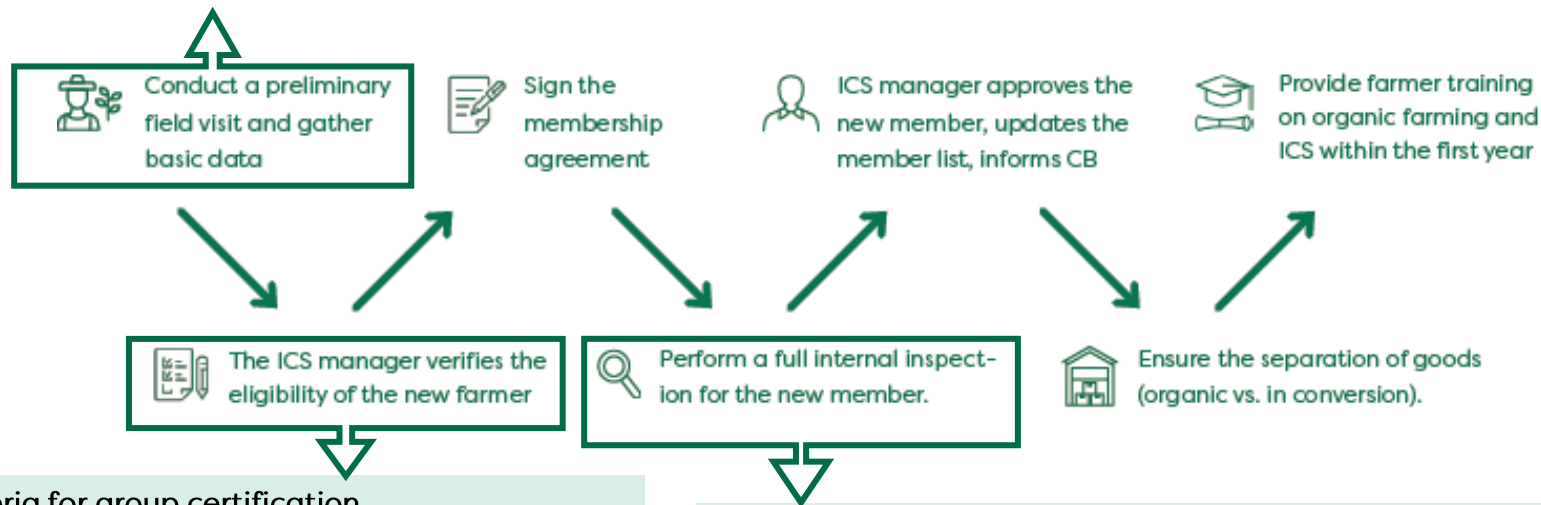 Conduct a preliminary
field visit and gather
basic data
Sign the
membership
agreement
ICS manager approves the
new member, updates the
member list, informs CB
Provide farmer training
on organic farming and
ICS within the first year
The ICS manager verifies the
eligibility of the new farmer
Perform a full internal inspect-
ion for the new member.
Ensure the separation of goods
(organic vs. in conversion).
for group certification